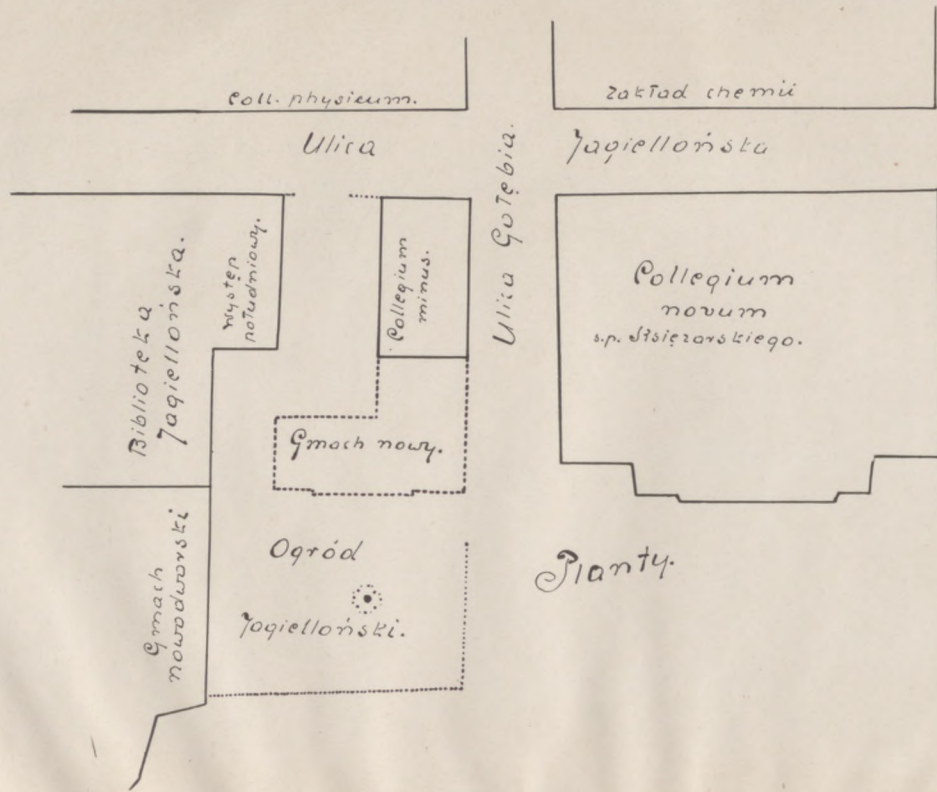 Coll. physicum.
Zakład chemii
Ulica
Jagiellońska
Ulica Gołębia.
Biblioteka
Jagiellońska.
Występ
południowy.
Collegium
minus.
Collegium
novum
s.p.
Gmach nowy.
Gmach
nowodworski
Ogród
Jagielloński.
Planty.